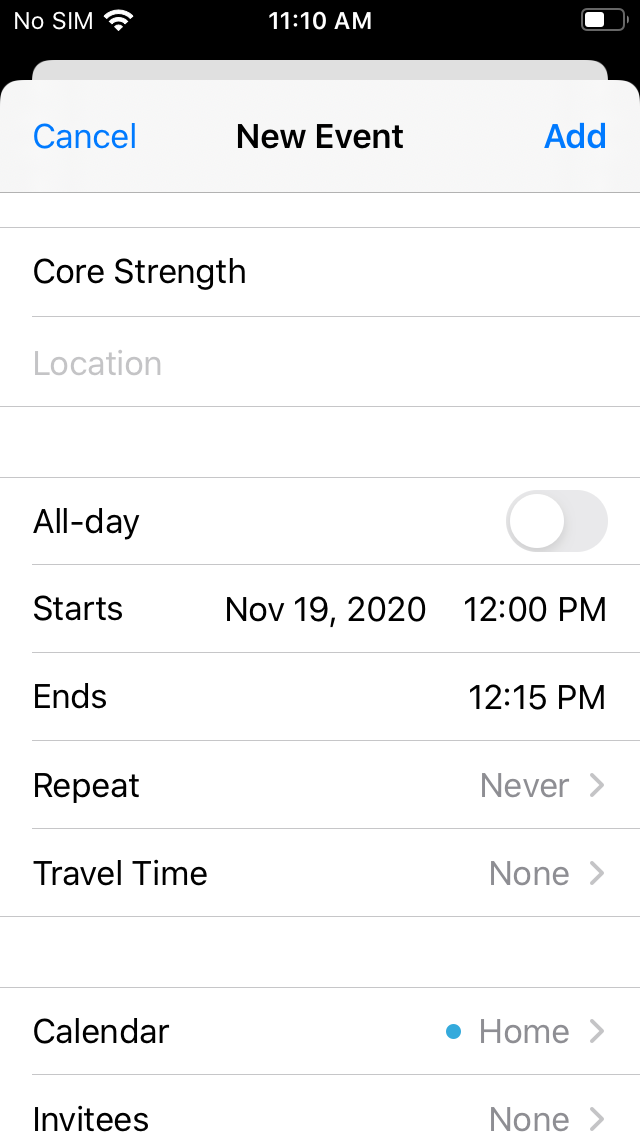 No SIM 11:10 AM
Cancel New Event Add
Core Strength
Location
All-day
Starts Nov 19, 2020 12:00 PM
Ends 12:15 PM
Repeat Never
Travel Time None
Calendar Home
Invitees None